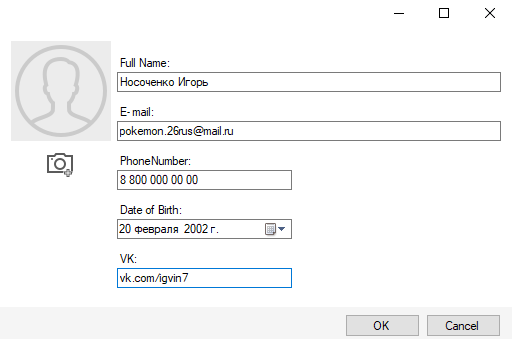 Full Name:
Носоченко Игорь
E-mail:
pokemon.26rus@mail.ru
PhoneNumber:
8 800 000 00 00
Date of Birth:
20 февраля 2002 г.
VK:
vk.com/igvin7
OK
Cancel